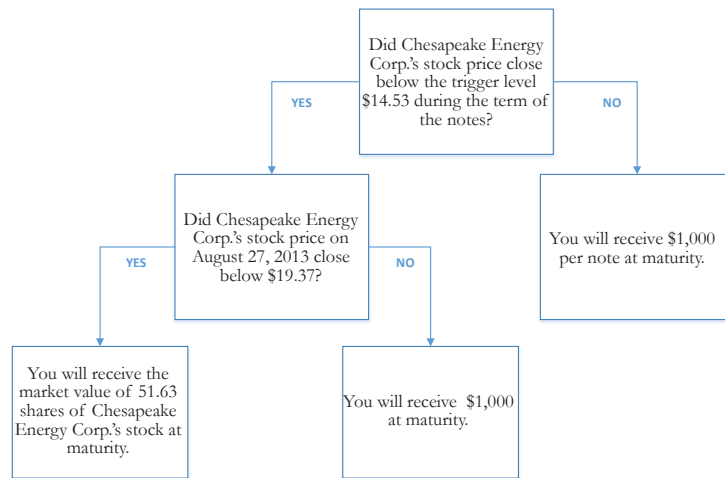 Did Chesapeake Energy
Corp.'s stock price close
below the trigger level
$14.53 during the term of
the notes?
YES
NO
Did Chesapeake Energy
Corp.'s stock price on
August 27, 2013 close
below $19.37?
You will receive $1,000
per note at maturity.
YES
NO
You will receive the
market value of 51.63
shares of Chesapeake
Energy Corp.'s stock at
maturity.
You will receive $1,000
at maturity.